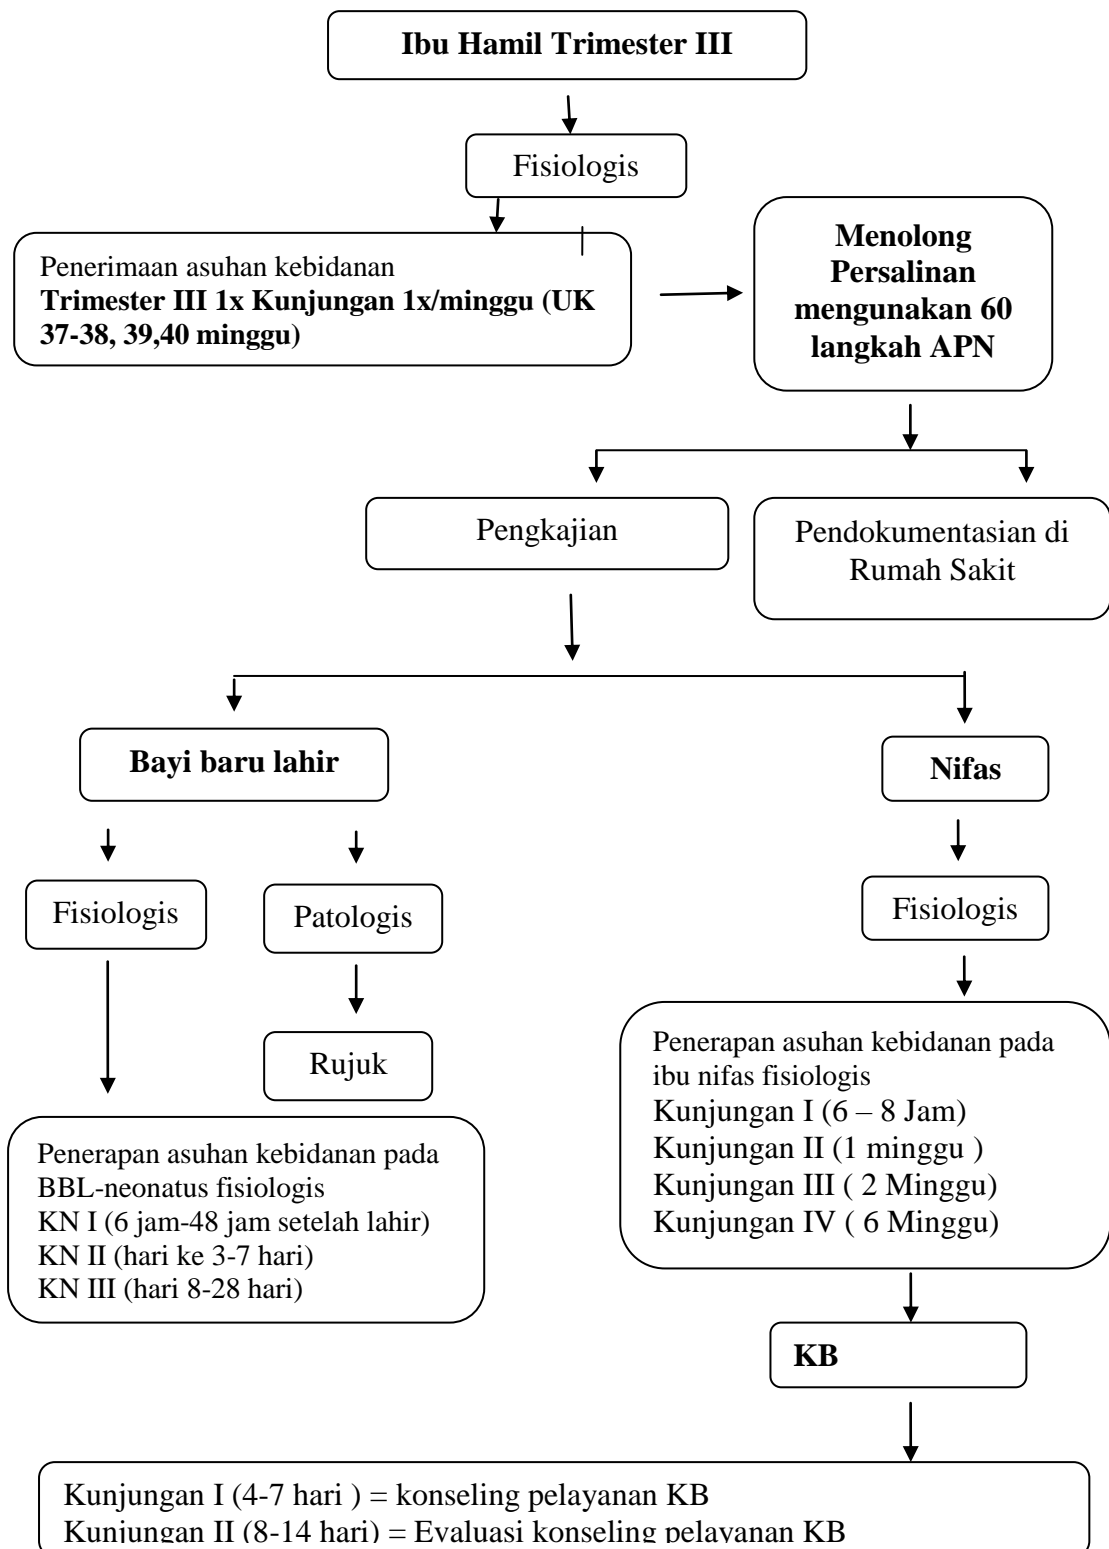 Ibu Hamil Trimester III
Fisiologis
Penerimaan asuhan kebidanan
Trimester III 1x Kunjungan 1x/minggu (UK
37-38, 39,40 minggu)
Menolong
Persalinan
mengunakan 60
langkah APN
Pengkajian
Pendokumentasian di
Rumah Sakit
Bayi baru lahir
Nifas
Fisiologis
Patologis
Fisiologis
Rujuk
Penerapan asuhan kebidanan pada
BBL-neonatus fisiologis
KN I (6 jam-48 jam setelah lahir)
KN II (hari ke 3-7 hari)
KN III (hari 8-28 hari)
Penerapan asuhan kebidanan pada
ibu nifas fisiologis
Kunjungan I (6 – 8 Jam)
Kunjungan II (1 minggu )
Kunjungan III ( 2 Minggu)
Kunjungan IV ( 6 Minggu)
KB
Kunjungan I (4-7 hari ) = konseling pelayanan KB
Kunjungan II (8-14 hari) = Evaluasi konseling pelayanan KB